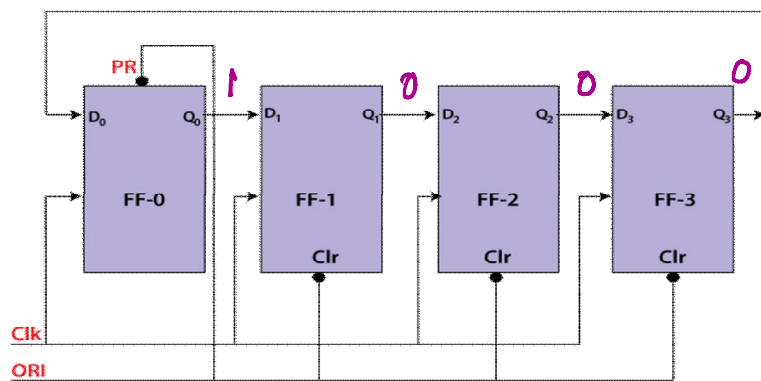 PR
1 0 0 0
D0 Q0 D1 Q1 D2 Q2 D3 Q3
FF-0 FF-1 FF-2 FF-3
Clr Clr Clr
Clk
ORI